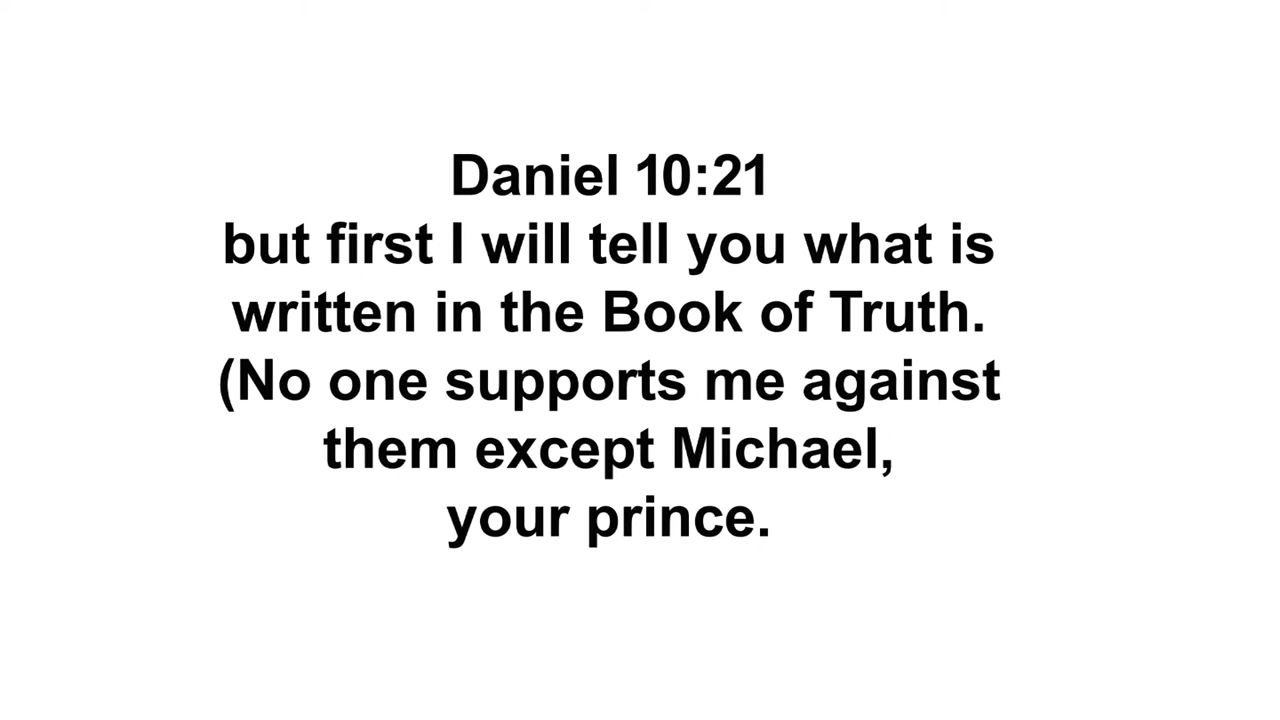 Daniel 10:21
but first I will tell you what is
written in the Book of Truth.
(No one supports me against
them except Michael,
your prince.